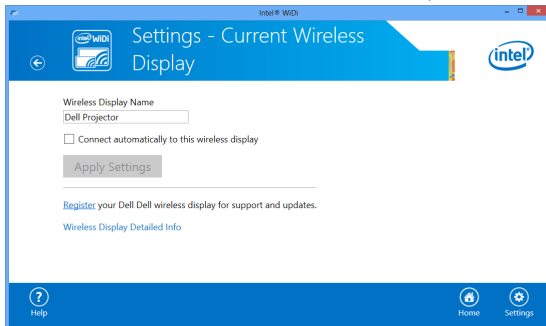 Intel® WiDi
intel WiDi
Settings - Current Wireless
Display
intel
Wireless Display Name
Dell Projector
Connect automatically to this wireless display
Apply Settings
Register your Dell Dell wireless display for support and updates.
Wireless Display Detailed Info
?
Help
Home
Settings